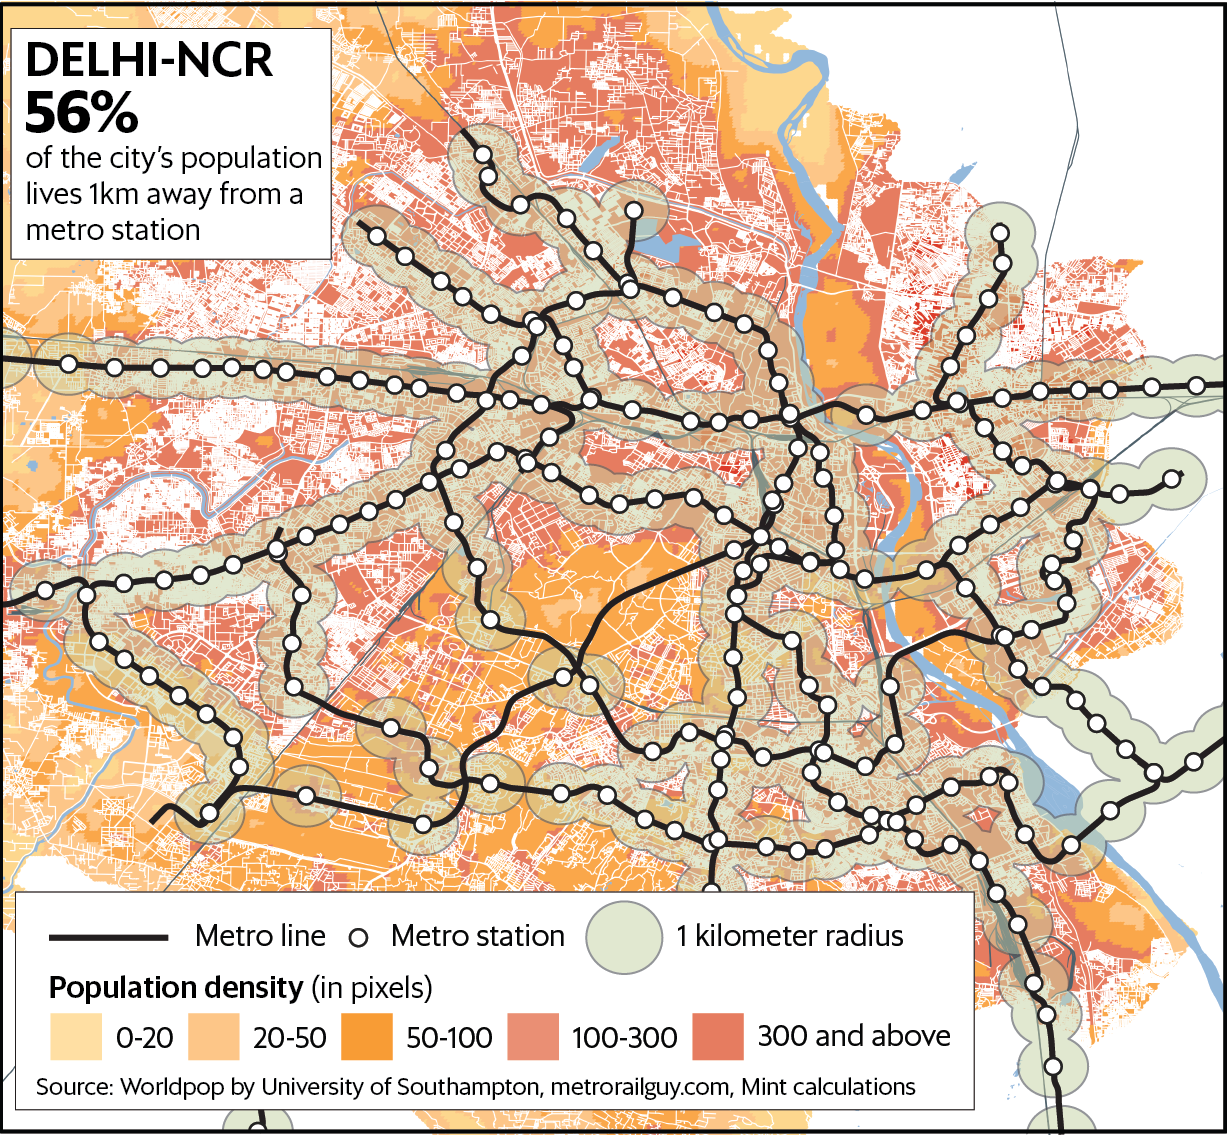 DELHI-NCR
56%
of the city's population
lives 1km away from a
metro station
Metro line
Metro station
1 kilometer radius
Population density (in pixels)
0-20
20-50
50-100
100-300
300 and above
Source: Worldpop by University of Southampton, metrorailguy.com, Mint calculations